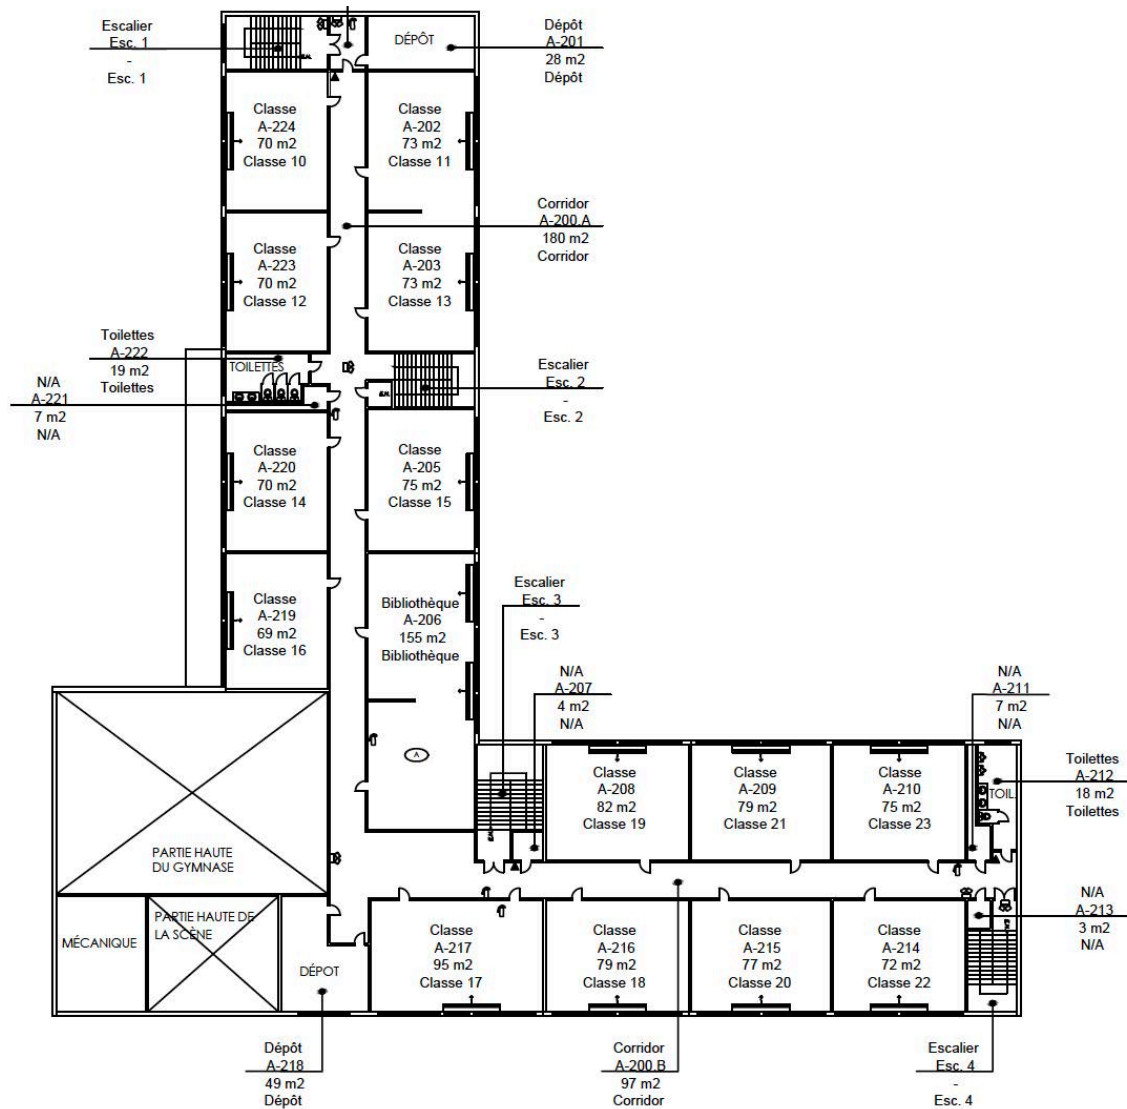 Escalier
Esc. 1
-
Esc. 1
DÉPÔT
Dépôt
A-201
28 m2
Dépôt
Classe
A-224
70 m2
Classe 10
Classe
A-202
73 m2
Classe 11
Corridor
A-200.A
180 m2
Corridor
Classe
A-223
70 m2
Classe 12
Classe
A-203
73 m2
Classe 13
Toilettes
A-222
19 m2
Toilettes
TOILETTES
N/A
A-221
7 m2
N/A
Escalier
Esc. 2
-
Esc. 2
Classe
A-220
70 m2
Classe 14
Classe
A-205
75 m2
Classe 15
Classe
A-219
69 m2
Classe 16
Bibliothèque
A-206
155 m2
Bibliothèque
Escalier
Esc. 3
-
Esc. 3
N/A
A-207
4 m2
N/A
N/A
A-211
7 m2
N/A
A
Classe
A-208
82 m2
Classe 19
Classe
A-209
79 m2
Classe 21
Classe
A-210
75 m2
Classe 23
TOIL.
Toilettes
A-212
18 m2
Toilettes
PARTIE HAUTE
DU GYMNASE
N/A
A-213
3 m2
N/A
MÉCANIQUE
PARTIE HAUTE DE
LA SCÈNE
DÉPOT
Classe
A-217
95 m2
Classe 17
Classe
A-216
79 m2
Classe 18
Classe
A-215
77 m2
Classe 20
Classe
A-214
72 m2
Classe 22
Dépôt
A-218
49 m2
Dépôt
Corridor
A-200.B
97 m2
Corridor
Escalier
Esc. 4
-
Esc. 4